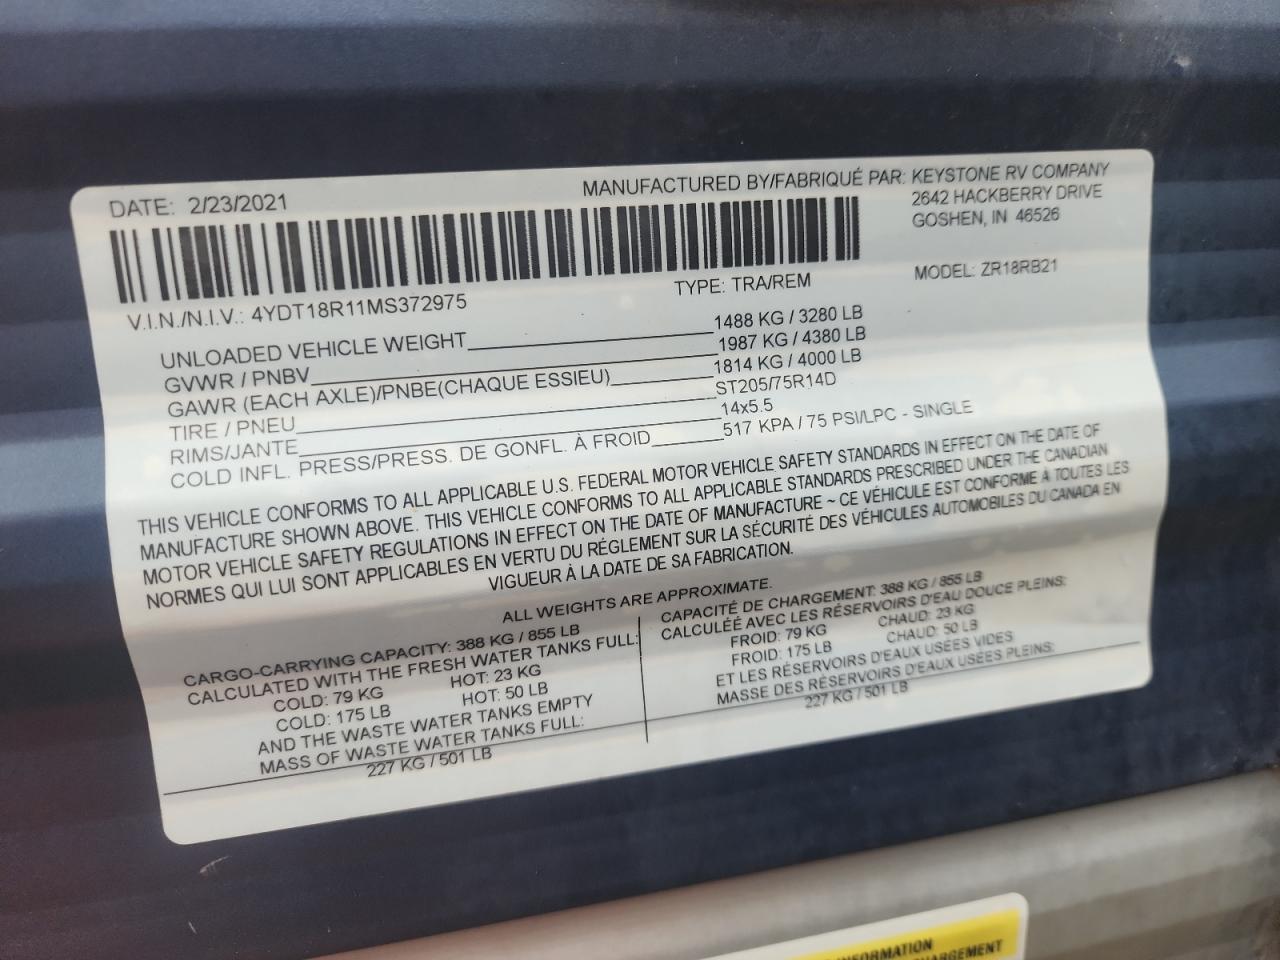 DATE: 2/23/2021
MANUFACTURED BY/FABRIQUÉ PAR: KEYSTONE RV COMPANY
2642 HACKBERRY DRIVE
GOSHEN, IN 46526
V.I.N./N.I.V.: 4YDT18R11MS372975
TYPE: TRA/REM
MODEL: ZR18RB21
UNLOADED VEHICLE WEIGHT 1488 KG / 3280 LB
GVWR / PNBV 1987 KG / 4380 LB
GAWR (EACH AXLE)/PNBE(CHAQUE ESSIEU) 1814 KG / 4000 LB
TIRE / PNEU ST205/75R14D
RIMS/JANTE 14x5.5
COLD INFL. PRESS/PRESS. DE GONFL. À FROID 517 KPA / 75 PSI/LPC - SINGLE
THIS VEHICLE CONFORMS TO ALL APPLICABLE U.S. FEDERAL MOTOR VEHICLE SAFETY STANDARDS IN EFFECT ON THE DATE OF
MANUFACTURE SHOWN ABOVE. THIS VEHICLE CONFORMS TO ALL APPLICABLE STANDARDS PRESCRIBED UNDER THE CANADIAN
MOTOR VEHICLE SAFETY REGULATIONS IN EFFECT ON THE DATE OF MANUFACTURE ~ CE VÉHICULE EST CONFORME À TOUTES LES
NORMES QUI LUI SONT APPLICABLES EN VERTU DU RÉGLEMENT SUR LA SÉCURITÉ DES VÉHICULES AUTOMOBILES DU CANADA EN
VIGUEUR À LA DATE DE SA FABRICATION.
ALL WEIGHTS ARE APPROXIMATE.
CARGO-CARRYING CAPACITY: 388 KG / 855 LB
CALCULATED WITH THE FRESH WATER TANKS FULL:
COLD: 79 KG HOT: 23 KG
COLD: 175 LB HOT: 50 LB
AND THE WASTE WATER TANKS EMPTY
MASS OF WASTE WATER TANKS FULL:
227 KG / 501 LB
CAPACITÉ DE CHARGEMENT: 388 KG / 855 LB
CALCULÉÉ AVEC LES RÉSERVOIRS D'EAU DOUCE PLEINS:
FROID: 79 KG CHAUD: 23 KG
FROID: 175 LB CHAUD: 50 LB
ET LES RÉSERVOIRS D'EAUX USÉES VIDES
MASSE DES RÉSERVOIRS D'EAUX USÉES PLEINS:
227 KG / 501 LB
INFORMATION